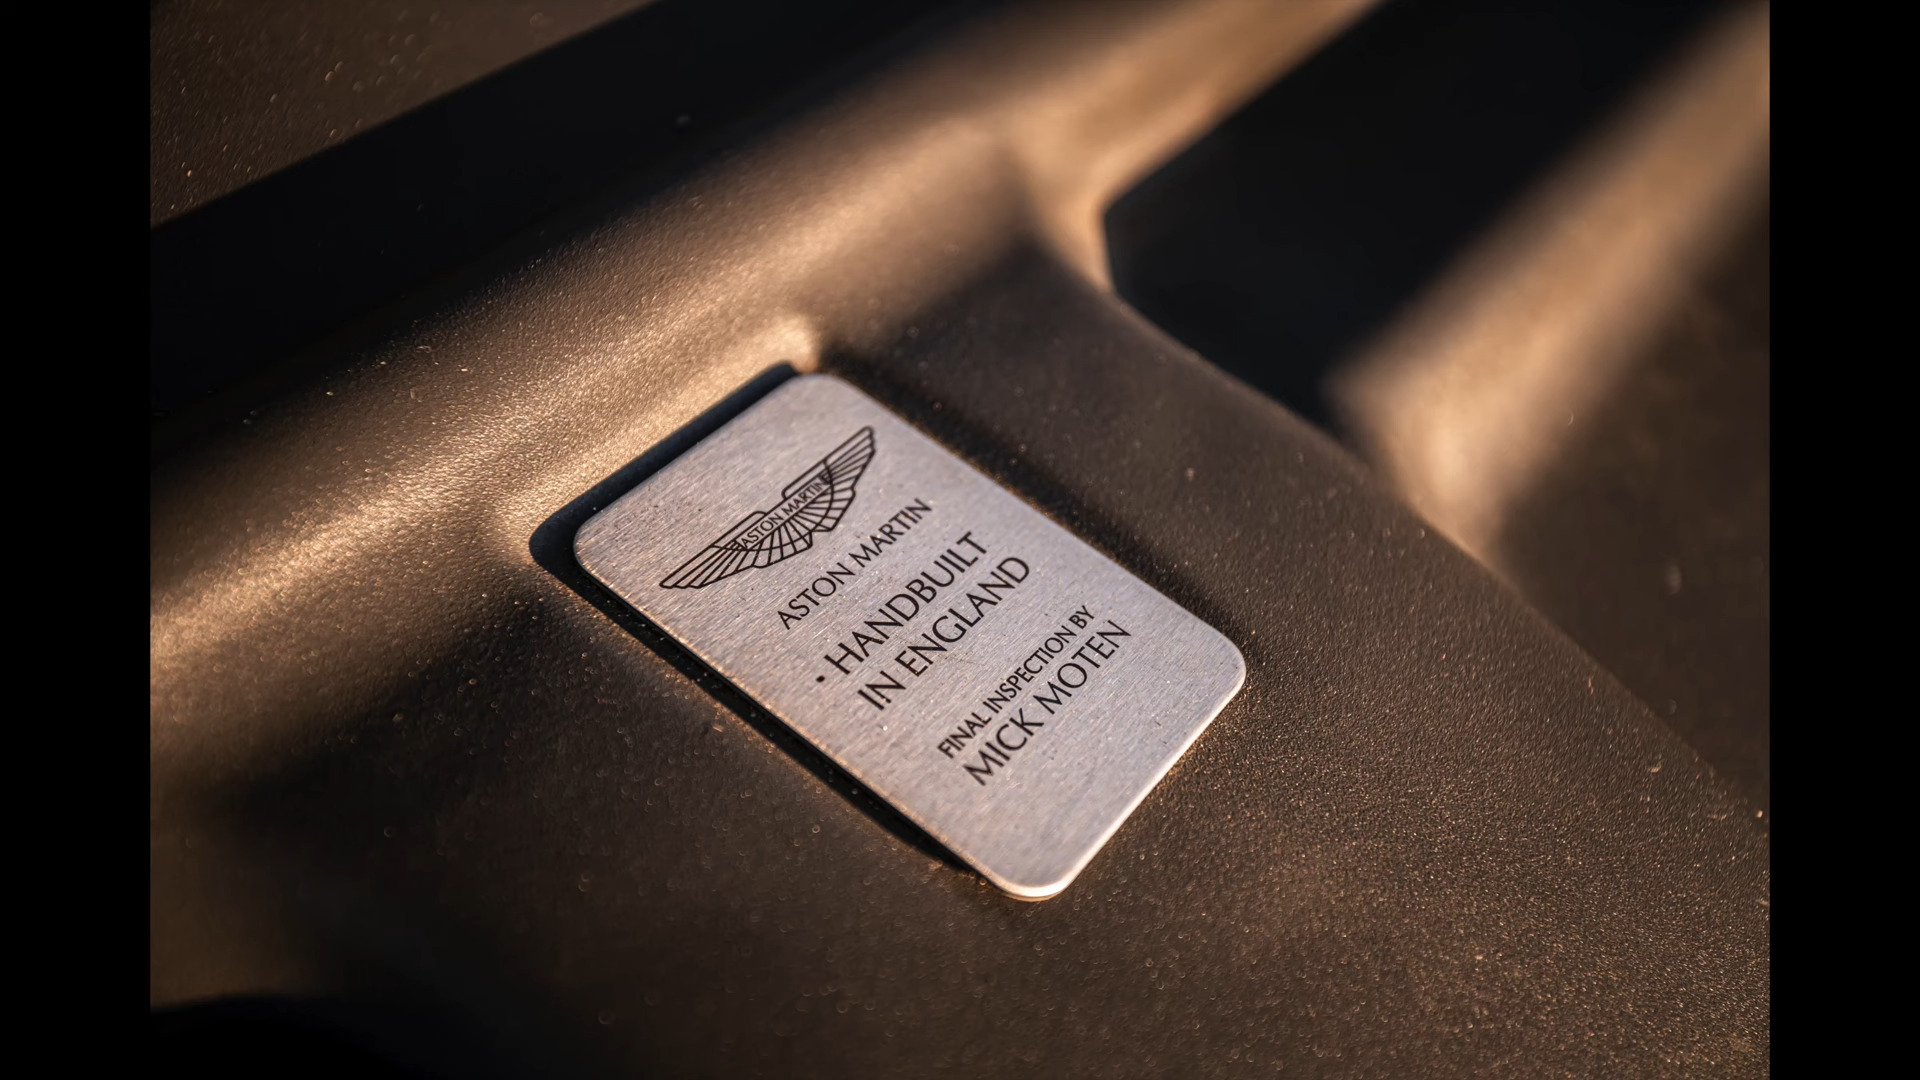 ASTON MARTIN
ASTON MARTIN
· HANDBUILT
IN ENGLAND
FINAL INSPECTION BY
MICK MOTEN